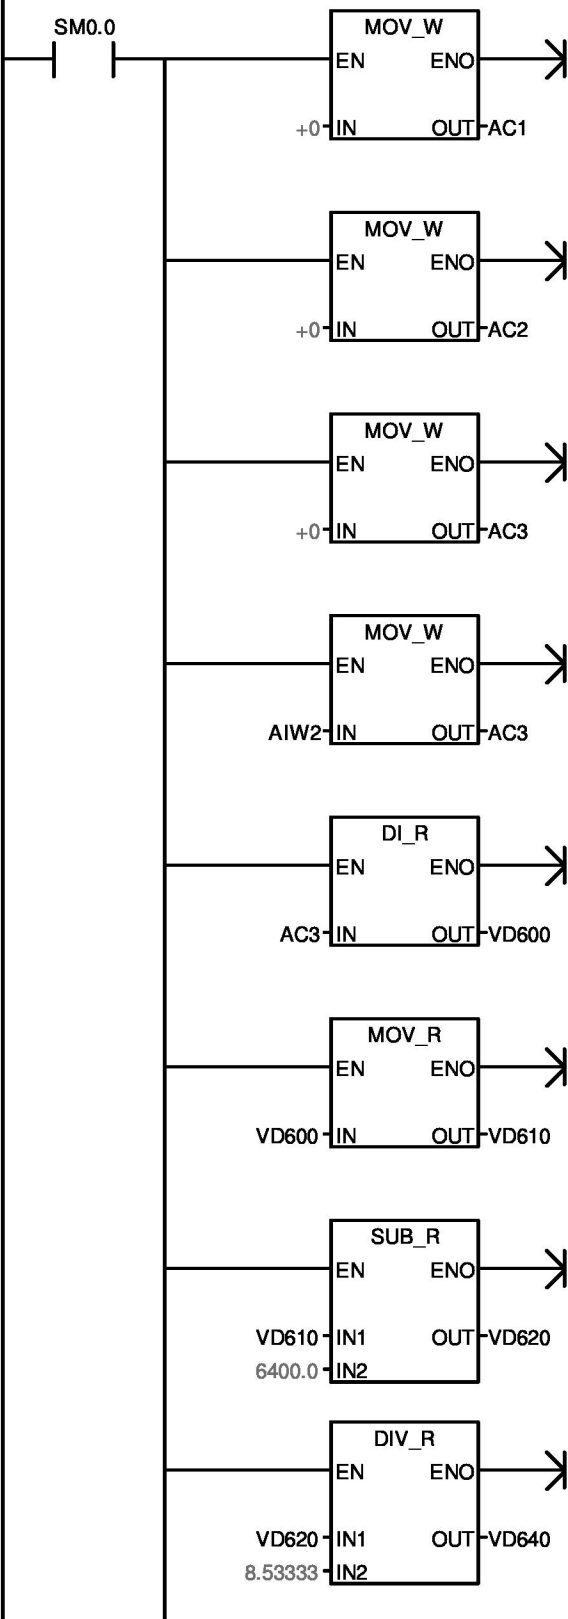 SM0.0
MOV_W
EN ENO
+0 IN OUT AC1
MOV_W
EN ENO
+0 IN OUT AC2
MOV_W
EN ENO
+0 IN OUT AC3
MOV_W
EN ENO
AIW2 IN OUT AC3
DI_R
EN ENO
AC3 IN OUT VD600
MOV_R
EN ENO
VD600 IN OUT VD610
SUB_R
EN ENO
VD610 IN1 OUT VD620
6400.0 IN2
DIV_R
EN ENO
VD620 IN1 OUT VD640
8.53333 IN2